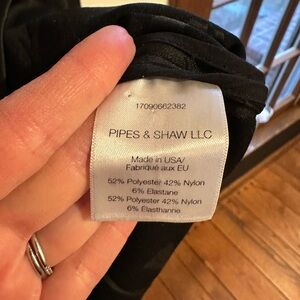 17090662382
PIPES & SHAW LLC
Made in USA/
Fabriqué aux EU
52% Polyester 42% Nylon
6% Elastane
52% Polyester 42% Nylon
6% Elasthanne